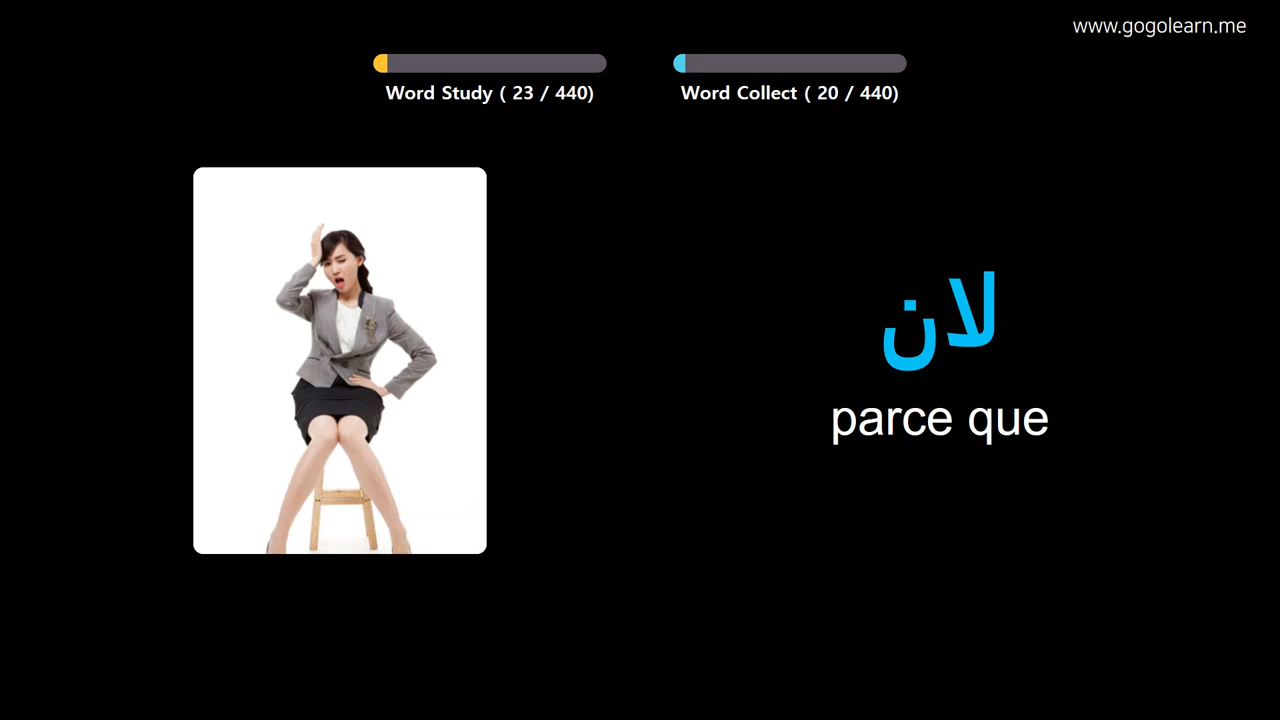 www.gogolearn.me
Word Study ( 23 / 440)
Word Collect ( 20 / 440)
لان
parce que